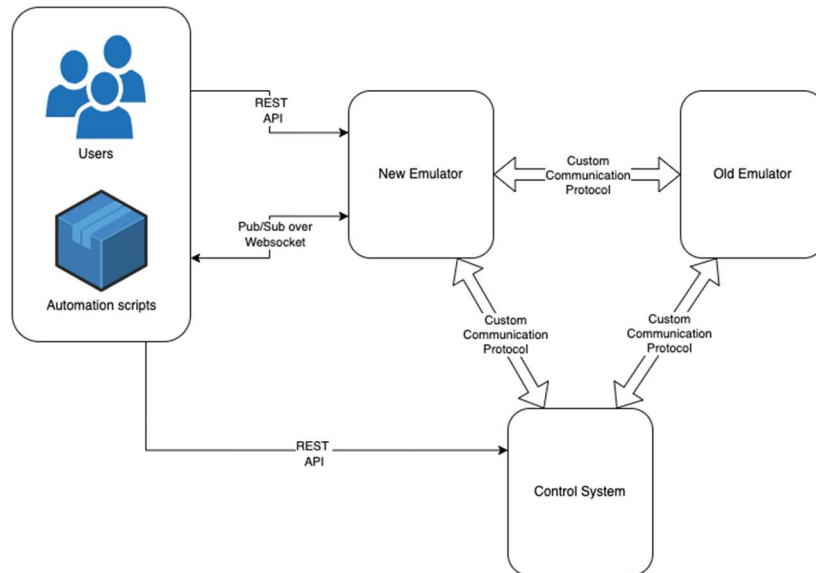 Users
Automation scripts
REST
API
Pub/Sub over
Websocket
New Emulator
Custom
Communication
Protocol
Old Emulator
Custom
Communication
Protocol
Custom
Communication
Protocol
REST
API
Control System